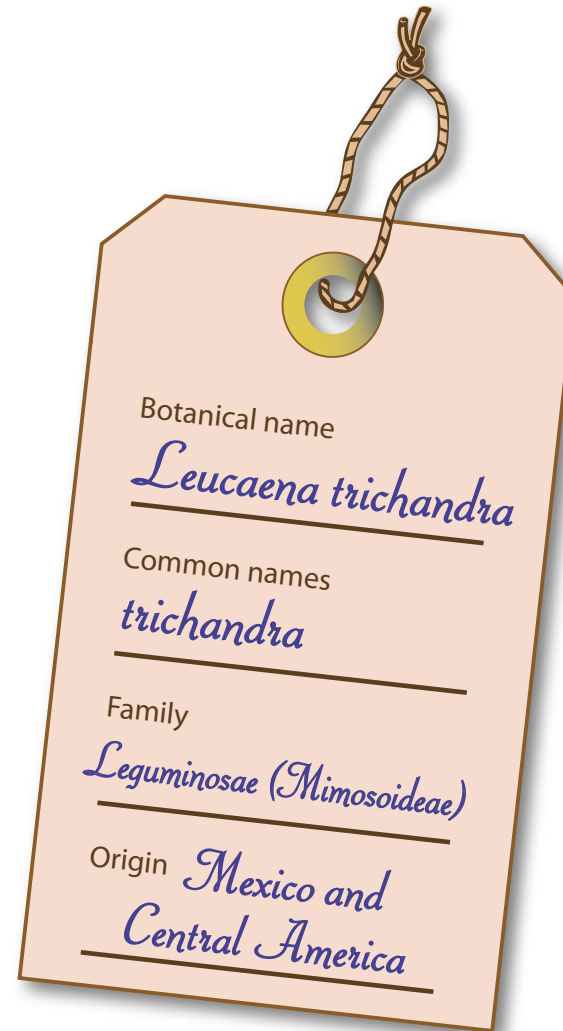 Botanical name
Leucaena trichandra
Common names
trichandra
Family
Leguminosae (Mimosoideae)
Origin Mexico and
Central America